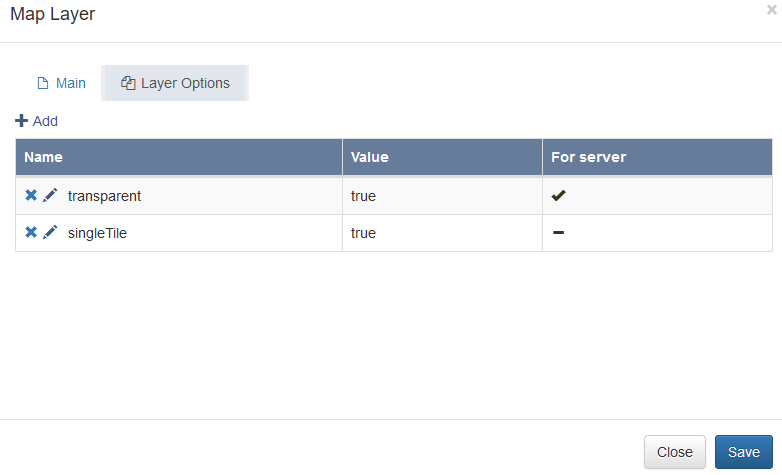 Map Layer
Main Layer Options
Add
Name Value For server
transparent true
singleTile true
Close Save